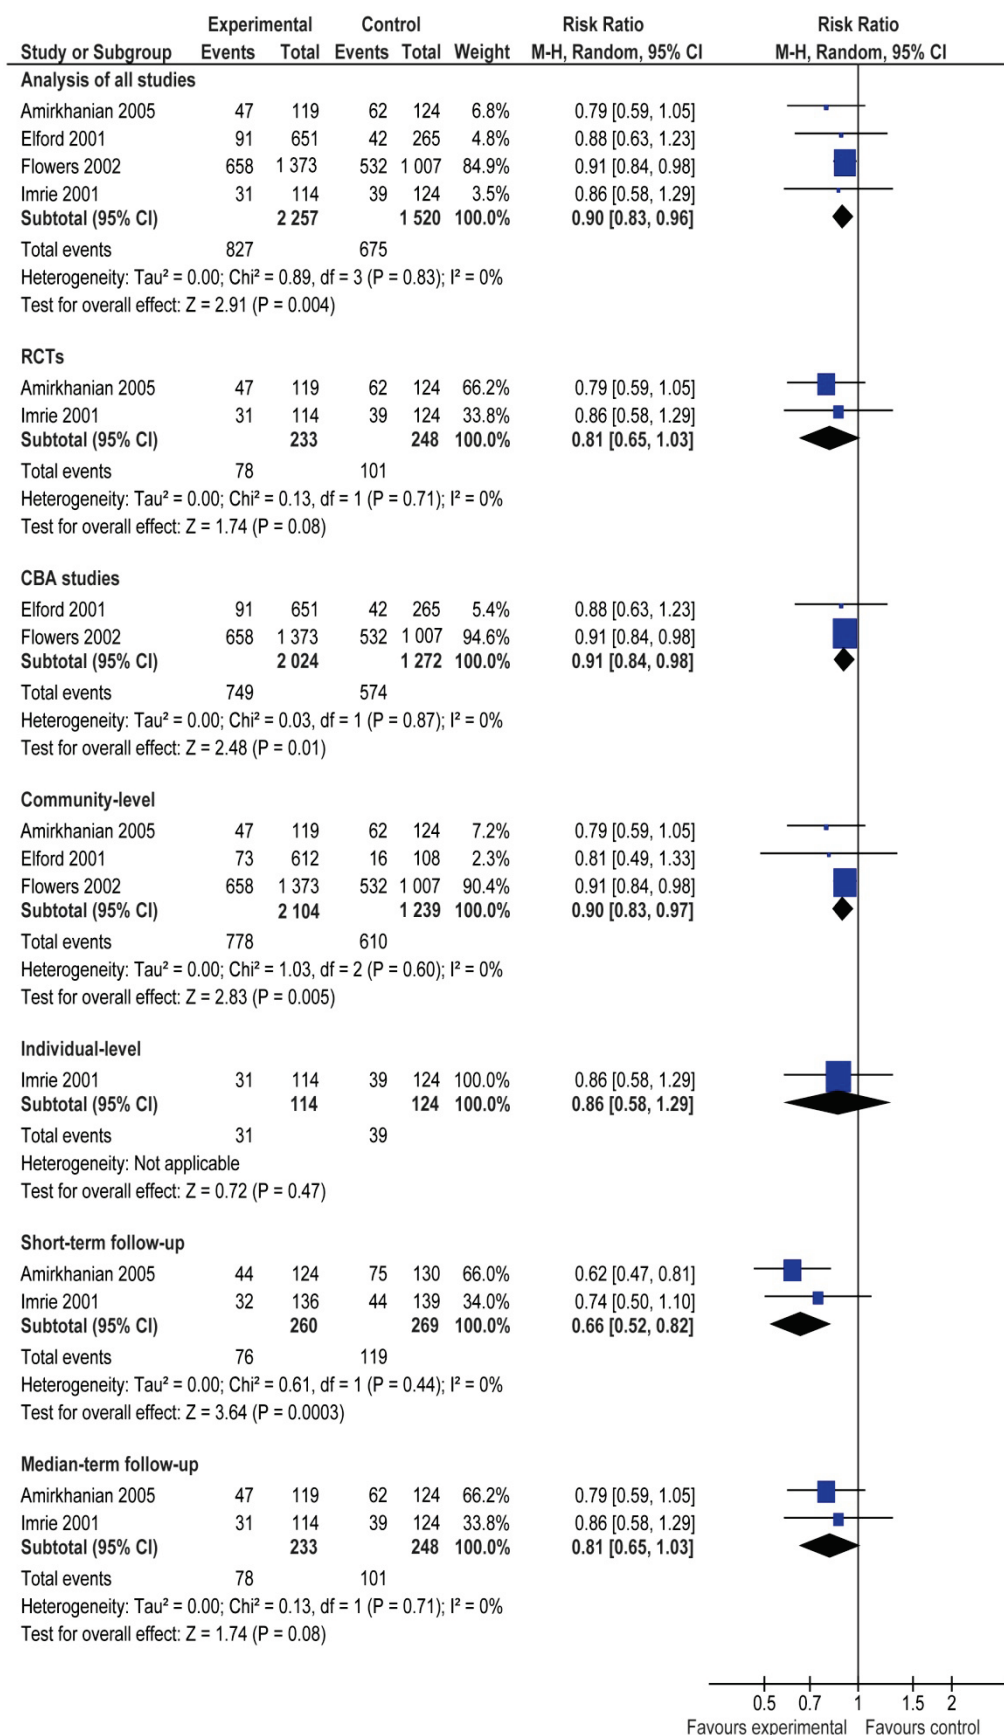 Experimental Control Risk Ratio Risk Ratio
Study or Subgroup Events Total Events Total Weight M-H, Random, 95% CI M-H, Random, 95% CI
Analysis of all studies
Amirkhanian 2005 47 119 62 124 6.8% 0.79 [0.59, 1.05]
Elford 2001 91 651 42 265 4.8% 0.88 [0.63, 1.23]
Flowers 2002 658 1 373 532 1 007 84.9% 0.91 [0.84, 0.98]
Imrie 2001 31 114 39 124 3.5% 0.86 [0.58, 1.29]
Subtotal (95% CI) 2 257 1 520 100.0% 0.90 [0.83, 0.96]
Total events 827 675
Heterogeneity: Tau² = 0.00; Chi² = 0.89, df = 3 (P = 0.83); I² = 0%
Test for overall effect: Z = 2.91 (P = 0.004)
RCTs
Amirkhanian 2005 47 119 62 124 66.2% 0.79 [0.59, 1.05]
Imrie 2001 31 114 39 124 33.8% 0.86 [0.58, 1.29]
Subtotal (95% CI) 233 248 100.0% 0.81 [0.65, 1.03]
Total events 78 101
Heterogeneity: Tau² = 0.00; Chi² = 0.13, df = 1 (P = 0.71); I² = 0%
Test for overall effect: Z = 1.74 (P = 0.08)
CBA studies
Elford 2001 91 651 42 265 5.4% 0.88 [0.63, 1.23]
Flowers 2002 658 1 373 532 1 007 94.6% 0.91 [0.84, 0.98]
Subtotal (95% CI) 2 024 1 272 100.0% 0.91 [0.84, 0.98]
Total events 749 574
Heterogeneity: Tau² = 0.00; Chi² = 0.03, df = 1 (P = 0.87); I² = 0%
Test for overall effect: Z = 2.48 (P = 0.01)
Community-level
Amirkhanian 2005 47 119 62 124 7.2% 0.79 [0.59, 1.05]
Elford 2001 73 612 16 108 2.3% 0.81 [0.49, 1.33]
Flowers 2002 658 1 373 532 1 007 90.4% 0.91 [0.84, 0.98]
Subtotal (95% CI) 2 104 1 239 100.0% 0.90 [0.83, 0.97]
Total events 778 610
Heterogeneity: Tau² = 0.00; Chi² = 1.03, df = 2 (P = 0.60); I² = 0%
Test for overall effect: Z = 2.83 (P = 0.005)
Individual-level
Imrie 2001 31 114 39 124 100.0% 0.86 [0.58, 1.29]
Subtotal (95% CI) 114 124 100.0% 0.86 [0.58, 1.29]
Total events 31 39
Heterogeneity: Not applicable
Test for overall effect: Z = 0.72 (P = 0.47)
Short-term follow-up
Amirkhanian 2005 44 124 75 130 66.0% 0.62 [0.47, 0.81]
Imrie 2001 32 136 44 139 34.0% 0.74 [0.50, 1.10]
Subtotal (95% CI) 260 269 100.0% 0.66 [0.52, 0.82]
Total events 76 119
Heterogeneity: Tau² = 0.00; Chi² = 0.61, df = 1 (P = 0.44); I² = 0%
Test for overall effect: Z = 3.64 (P = 0.0003)
Median-term follow-up
Amirkhanian 2005 47 119 62 124 66.2% 0.79 [0.59, 1.05]
Imrie 2001 31 114 39 124 33.8% 0.86 [0.58, 1.29]
Subtotal (95% CI) 233 248 100.0% 0.81 [0.65, 1.03]
Total events 78 101
Heterogeneity: Tau² = 0.00; Chi² = 0.13, df = 1 (P = 0.71); I² = 0%
Test for overall effect: Z = 1.74 (P = 0.08)
0.5 0.7 1 1.5 2
Favours experimental Favours control